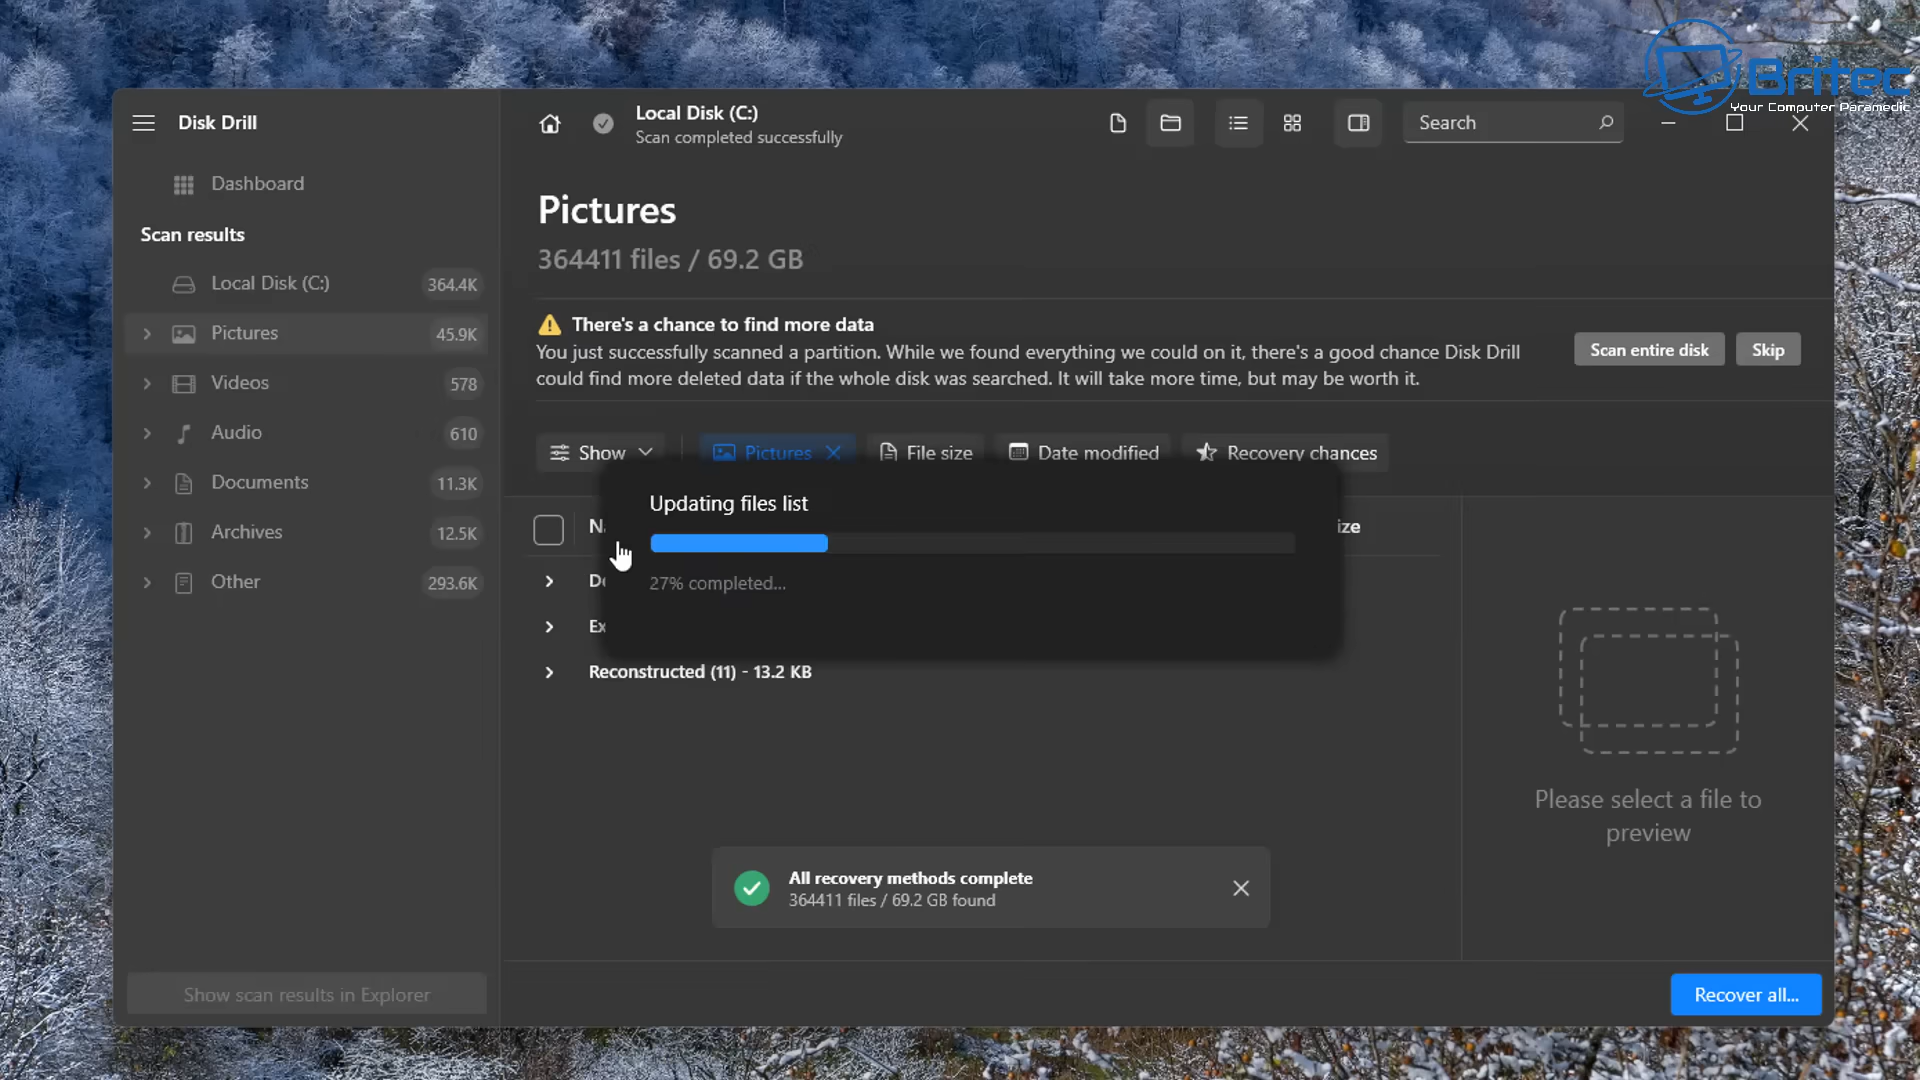 Britec
Your Computer Paramedic
Disk Drill
Local Disk (C:)
Scan completed successfully
Search
Dashboard
Scan results
Local Disk (C:) 364.4K
Pictures 45.9K
Videos 578
Audio 610
Documents 11.3K
Archives 12.5K
Other 293.6K
Show scan results in Explorer
Pictures
364411 files / 69.2 GB
There's a chance to find more data
You just successfully scanned a partition. While we found everything we could on it, there's a good chance Disk Drill
could find more deleted data if the whole disk was searched. It will take more time, but may be worth it.
Scan entire disk
Skip
Show
Pictures
File size
Date modified
Recovery chances
Updating files list
27% completed...
Reconstructed (11) - 13.2 KB
Please select a file to
preview
All recovery methods complete
364411 files / 69.2 GB found
Recover all...